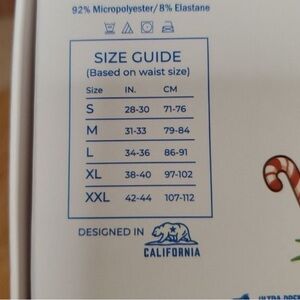 92% Micropolyester/8% Elastane
SIZE GUIDE
(Based on waist size)
Size IN. CM
S 28-30 71-76
M 31-33 79-84
L 34-36 86-91
XL 38-40 97-102
XXL 42-44 107-112
DESIGNED IN
CALIFORNIA